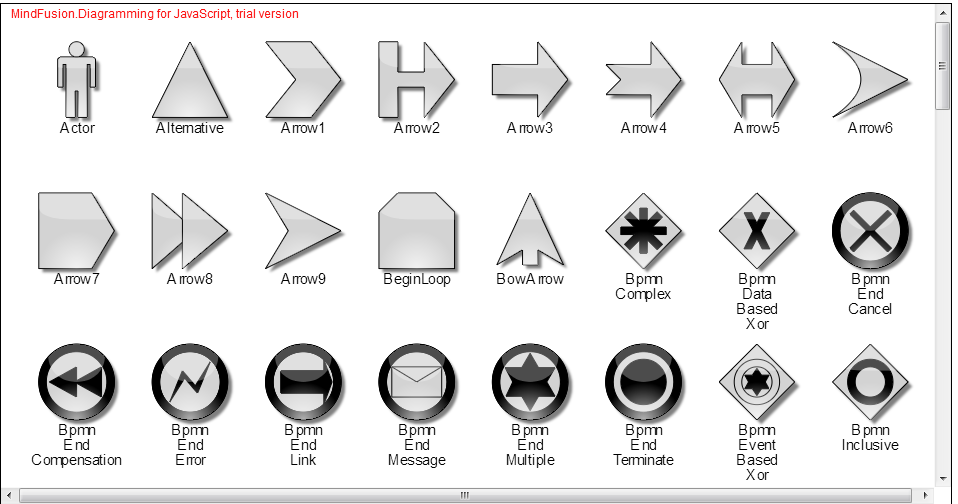 MindFusion.Diagramming for JavaScript, trial version
Actor
Alternative
Arrow1
Arrow2
Arrow3
Arrow4
Arrow5
Arrow6
Arrow7
Arrow8
Arrow9
BeginLoop
BowArrow
Bpmn
Complex
Bpmn
Data
Based
Xor
Bpmn
End
Cancel
Bpmn
End
Compensation
Bpmn
End
Error
Bpmn
End
Link
Bpmn
End
Message
Bpmn
End
Multiple
Bpmn
End
Terminate
Bpmn
Event
Based
Xor
Bpmn
Inclusive